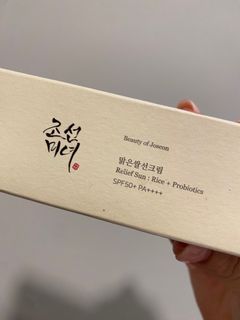 조선
미녀
Beauty of Joseon
맑은쌀선크림
Relief Sun : Rice + Probiotics
SPF50+ PA++++